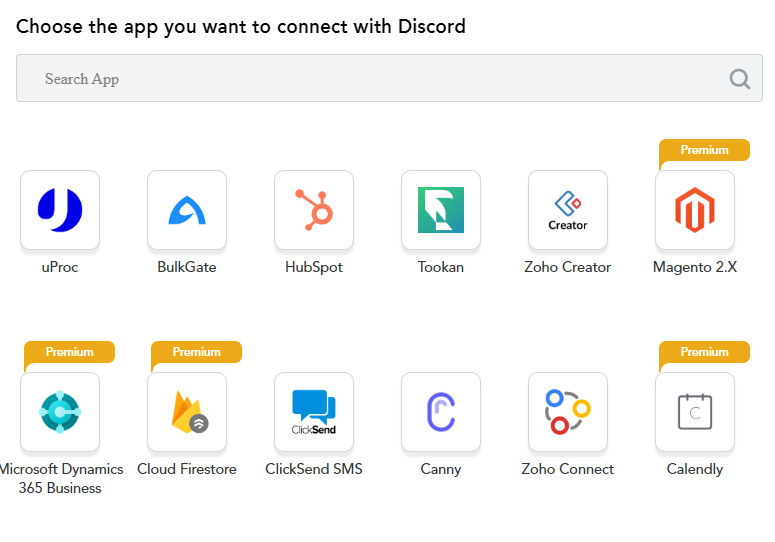 Choose the app you want to connect with Discord
Search App
Premium
Creator
uProc
BulkGate
HubSpot
Tookan
Zoho Creator
Magento 2.X
Premium
Premium
Premium
ClickSend
C
Microsoft Dynamics
365 Business
Cloud Firestore
ClickSend SMS
Canny
Zoho Connect
Calendly